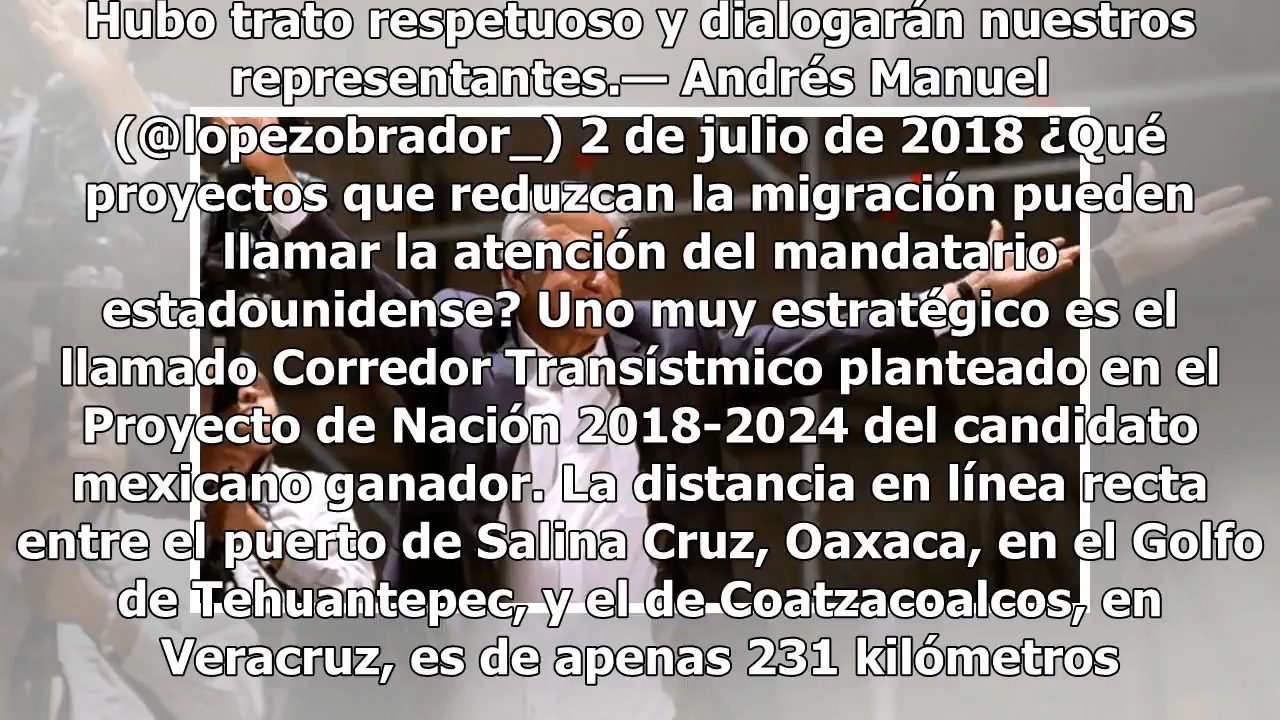 Hubo trato respetuoso y dialogarán nuestros
representantes.— Andrés Manuel
(@lopezobrador_) 2 de julio de 2018 ¿Qué
proyectos que reduzcan la migración pueden
llamar la atención del mandatario
estadounidense? Uno muy estratégico es el
llamado Corredor Transístmico planteado en el
Proyecto de Nación 2018-2024 del candidato
mexicano ganador. La distancia en línea recta
entre el puerto de Salina Cruz, Oaxaca, en el Golfo
de Tehuantepec, y el de Coatzacoalcos, en
Veracruz, es de apenas 231 kilómetros